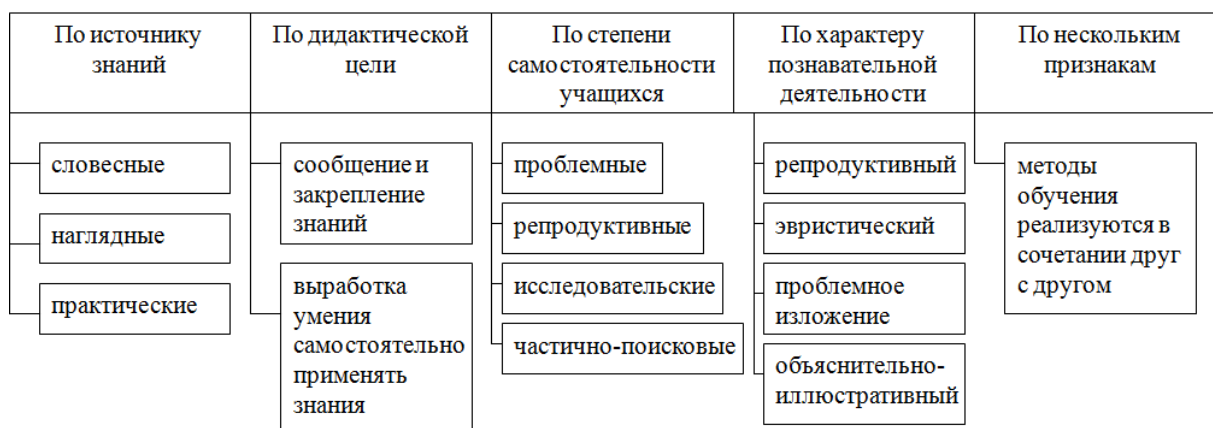 По источнику
знаний
По дидактической
цели
По степени
самостоятельности
учащихся
По характеру
познавательной
деятельности
По нескольким
признакам
словесные
наглядные
практические
сообщение и
закрепление
знаний
выработка
умения
самостоятельно
применять
знания
проблемные
репродуктивные
исследовательские
частично-поисковые
репродуктивный
эвристический
проблемное
изложение
объяснительно-
иллюстративный
методы
обучения
реализуются в
сочетании друг
с другом